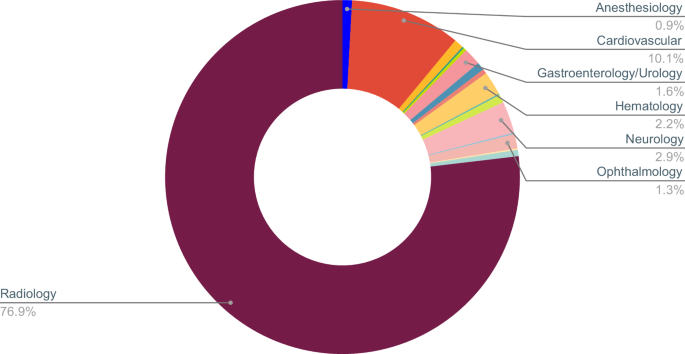 Anesthesiology
0.9%
Cardiovascular
10.1%
Gastroenterology/Urology
1.6%
Hematology
2.2%
Neurology
2.9%
Ophthalmology
1.3%
Radiology
76.9%